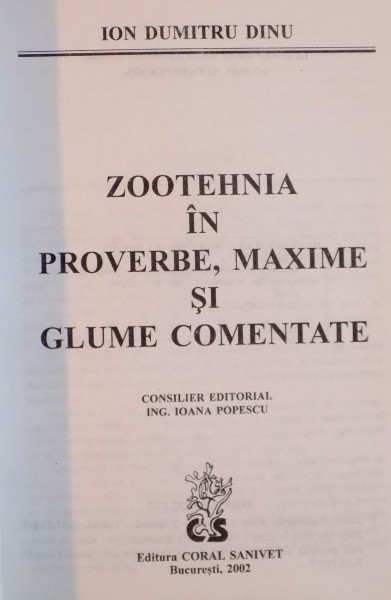 ION DUMITRU DINU
ZOOTEHNIA
ÎN
PROVERBE, MAXIME
ŞI
GLUME COMENTATE
CONSILIER EDITORIAL
ING. IOANA POPESCU
CS
Editura CORAL SANIVET
Bucureşti, 2002